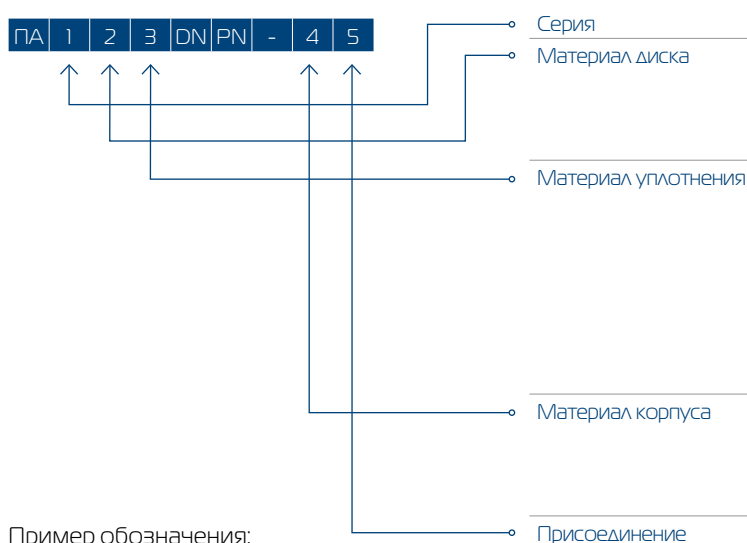 ПА 1 2 3 DN PN - 4 5
Серия
Материал диска
Материал уплотнения
Материал корпуса
Присоединение
Пример обозначения: